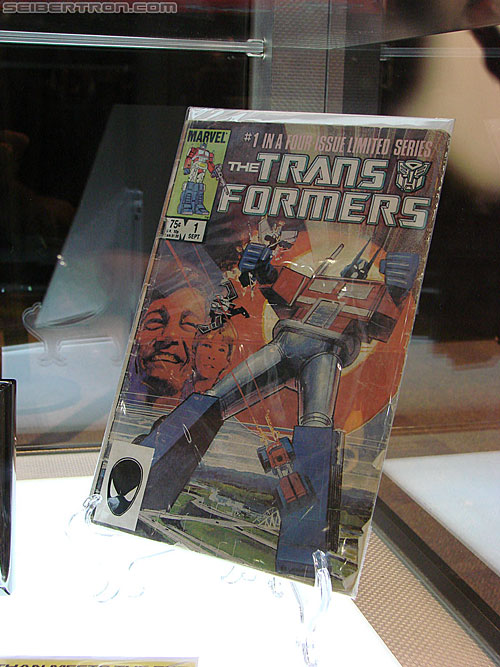 SEIBERTRON.COM
#1 IN A FOUR ISSUE LIMITED SERIES
MARVEL
THE TRANS
FORMERS
75¢
1
SEPT